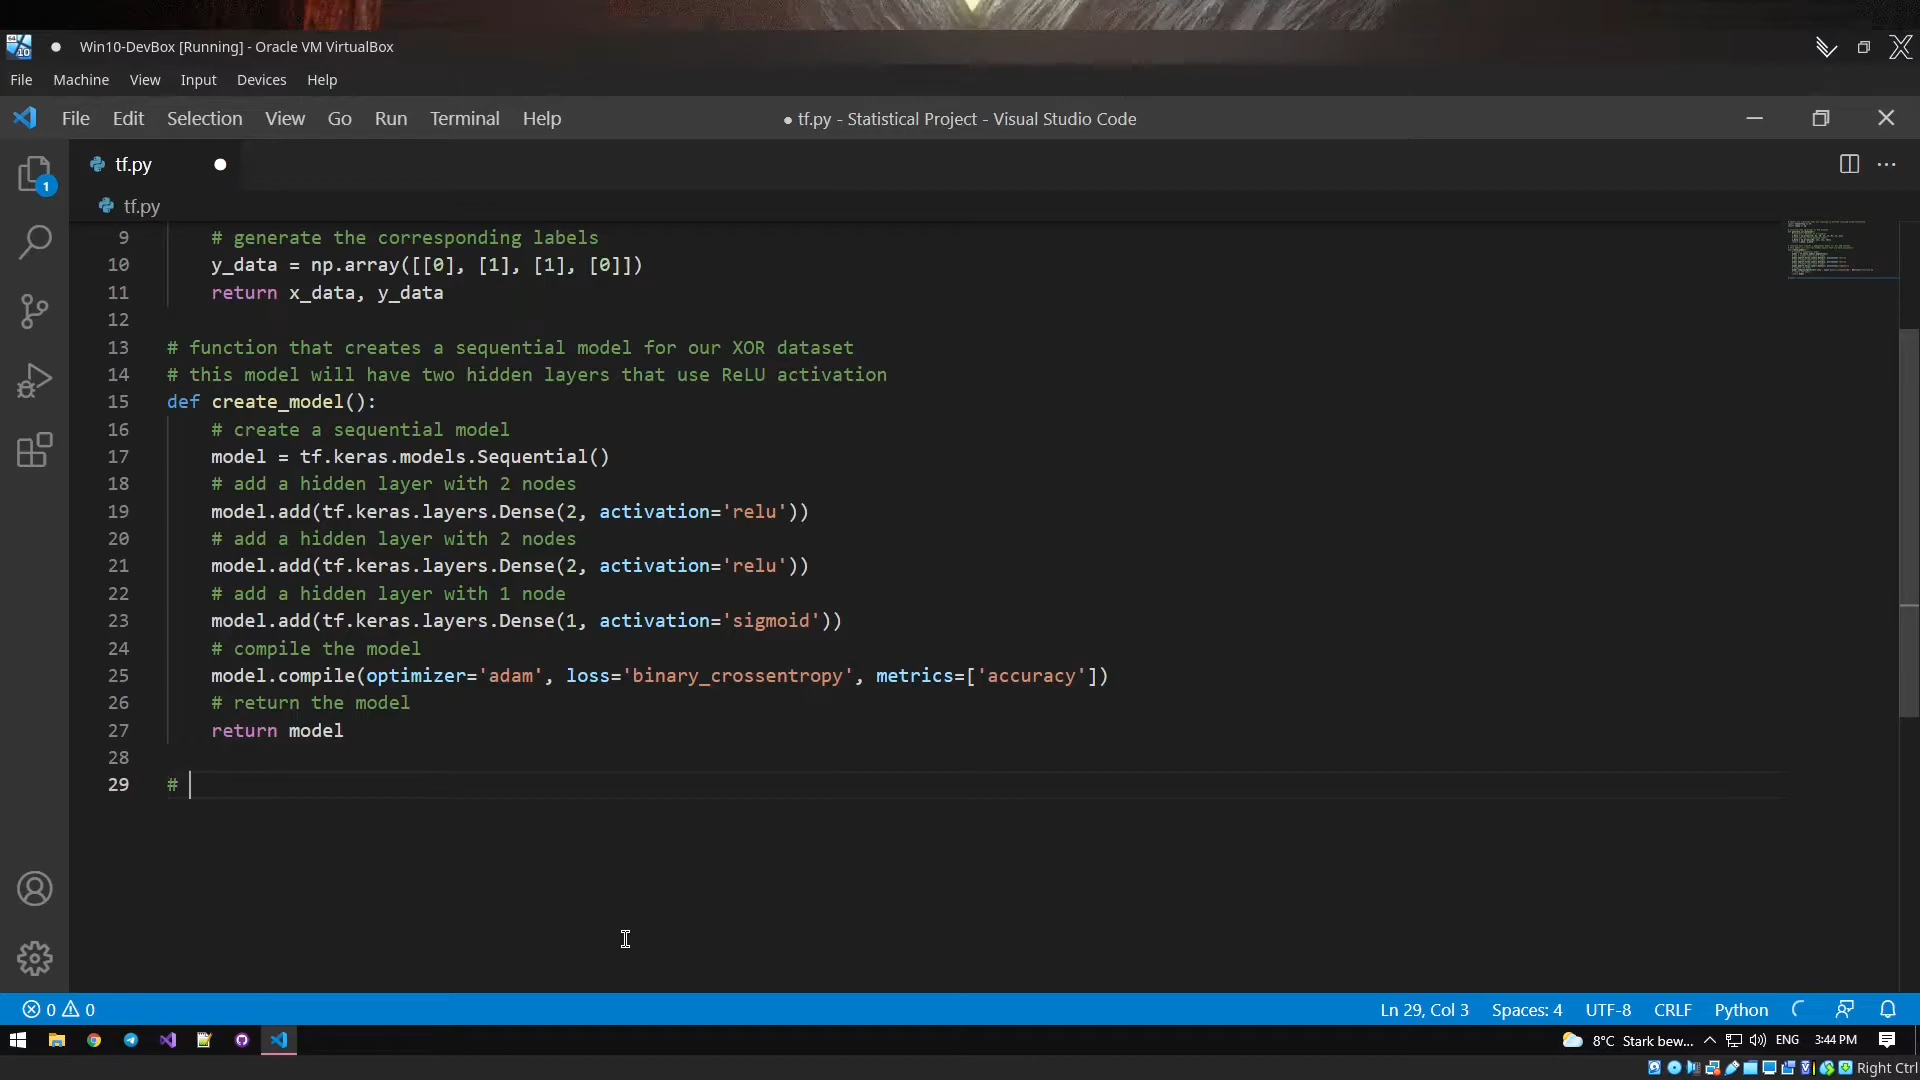 Win10-DevBox [Running] - Oracle VM VirtualBox
File Machine View Input Devices Help
File Edit Selection View Go Run Terminal Help
● tf.py - Statistical Project - Visual Studio Code
tf.py
tf.py
1
9 # generate the corresponding labels
10 y_data = np.array([[0], [1], [1], [0]])
11 return x_data, y_data
12
13 # function that creates a sequential model for our XOR dataset
14 # this model will have two hidden layers that use ReLU activation
15 def create_model():
16 # create a sequential model
17 model = tf.keras.models.Sequential()
18 # add a hidden layer with 2 nodes
19 model.add(tf.keras.layers.Dense(2, activation='relu'))
20 # add a hidden layer with 2 nodes
21 model.add(tf.keras.layers.Dense(2, activation='relu'))
22 # add a hidden layer with 1 node
23 model.add(tf.keras.layers.Dense(1, activation='sigmoid'))
24 # compile the model
25 model.compile(optimizer='adam', loss='binary_crossentropy', metrics=['accuracy'])
26 # return the model
27 return model
28
29 #
0 0
Ln 29, Col 3 Spaces: 4 UTF-8 CRLF Python
8°C Stark bew... ENG 3:44 PM
Right Ctrl